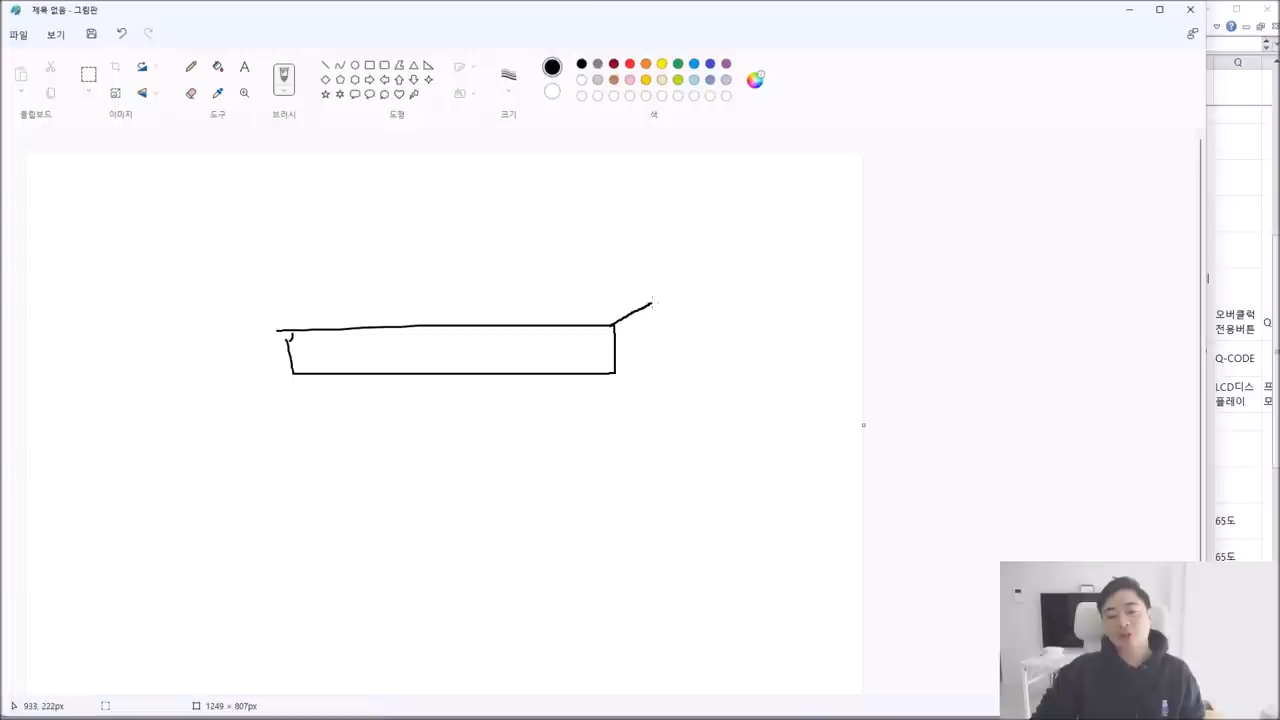 제목 없음 - 그림판
파일 보기
클립보드 이미지 도구 브러시 도형 크기 색
Q
오버클럭
전용버튼
Q
Q-CODE
LCD디스
플레이
프
모
65도
65도
933, 222px 1249 × 807px